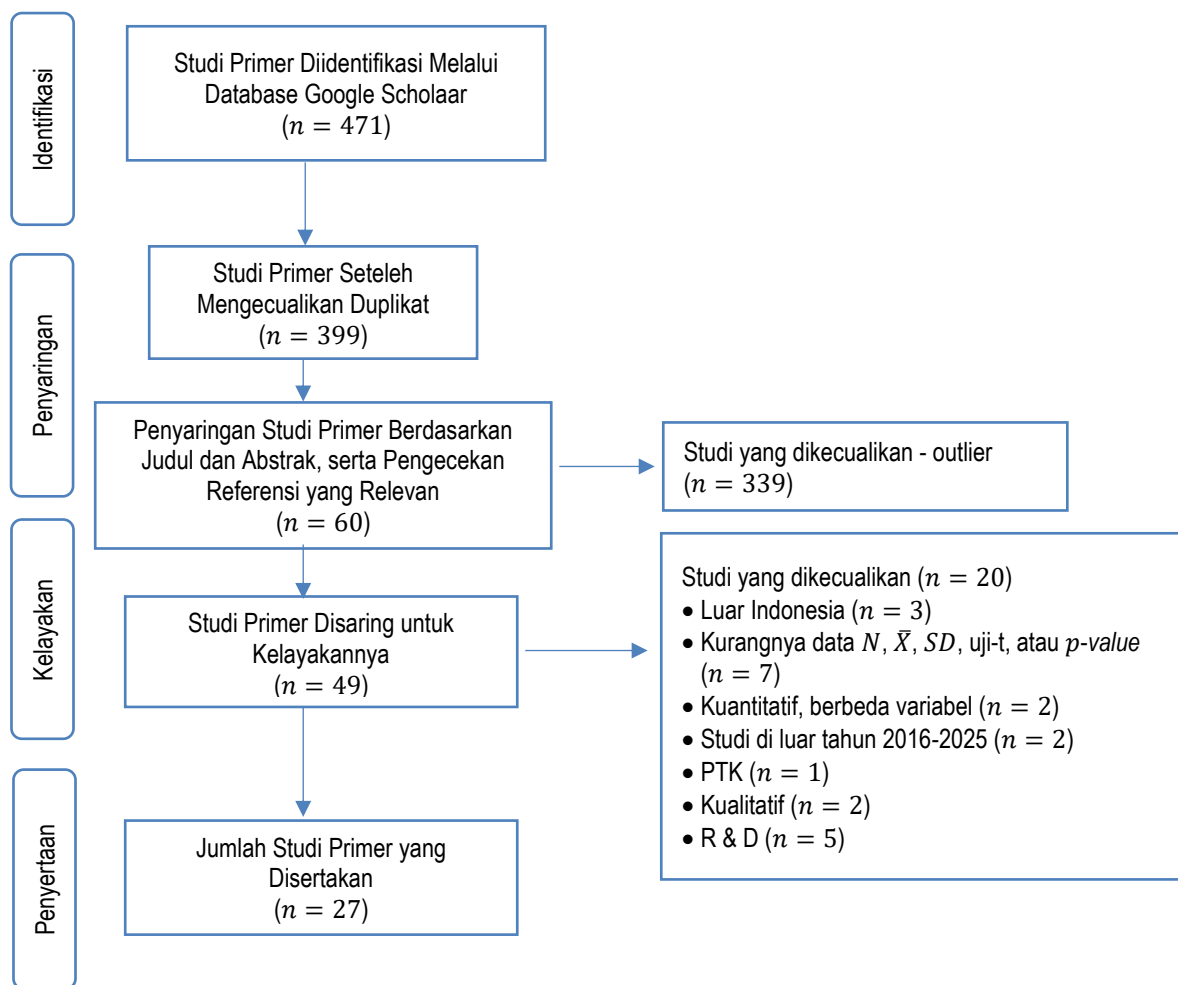 Identifikasi
Studi Primer Diidentifikasi Melalui
Database Google Scholaar
(n = 471)
Penyaringan
Studi Primer Seteleh
Mengecualikan Duplikat
(n = 399)
Penyaringan Studi Primer Berdasarkan
Judul dan Abstrak, serta Pengecekan
Referensi yang Relevan
(n = 60)
Studi yang dikecualikan - outlier
(n = 339)
Kelayakan
Studi Primer Disaring untuk
Kelayakannya
(n = 49)
Studi yang dikecualikan (n = 20)
• Luar Indonesia (n = 3)
• Kurangnya data N, X̄, SD, uji-t, atau p-value
(n = 7)
• Kuantitatif, berbeda variabel (n = 2)
• Studi di luar tahun 2016-2025 (n = 2)
• PTK (n = 1)
• Kualitatif (n = 2)
• R & D (n = 5)
Penyertaan
Jumlah Studi Primer yang
Disertakan
(n = 27)